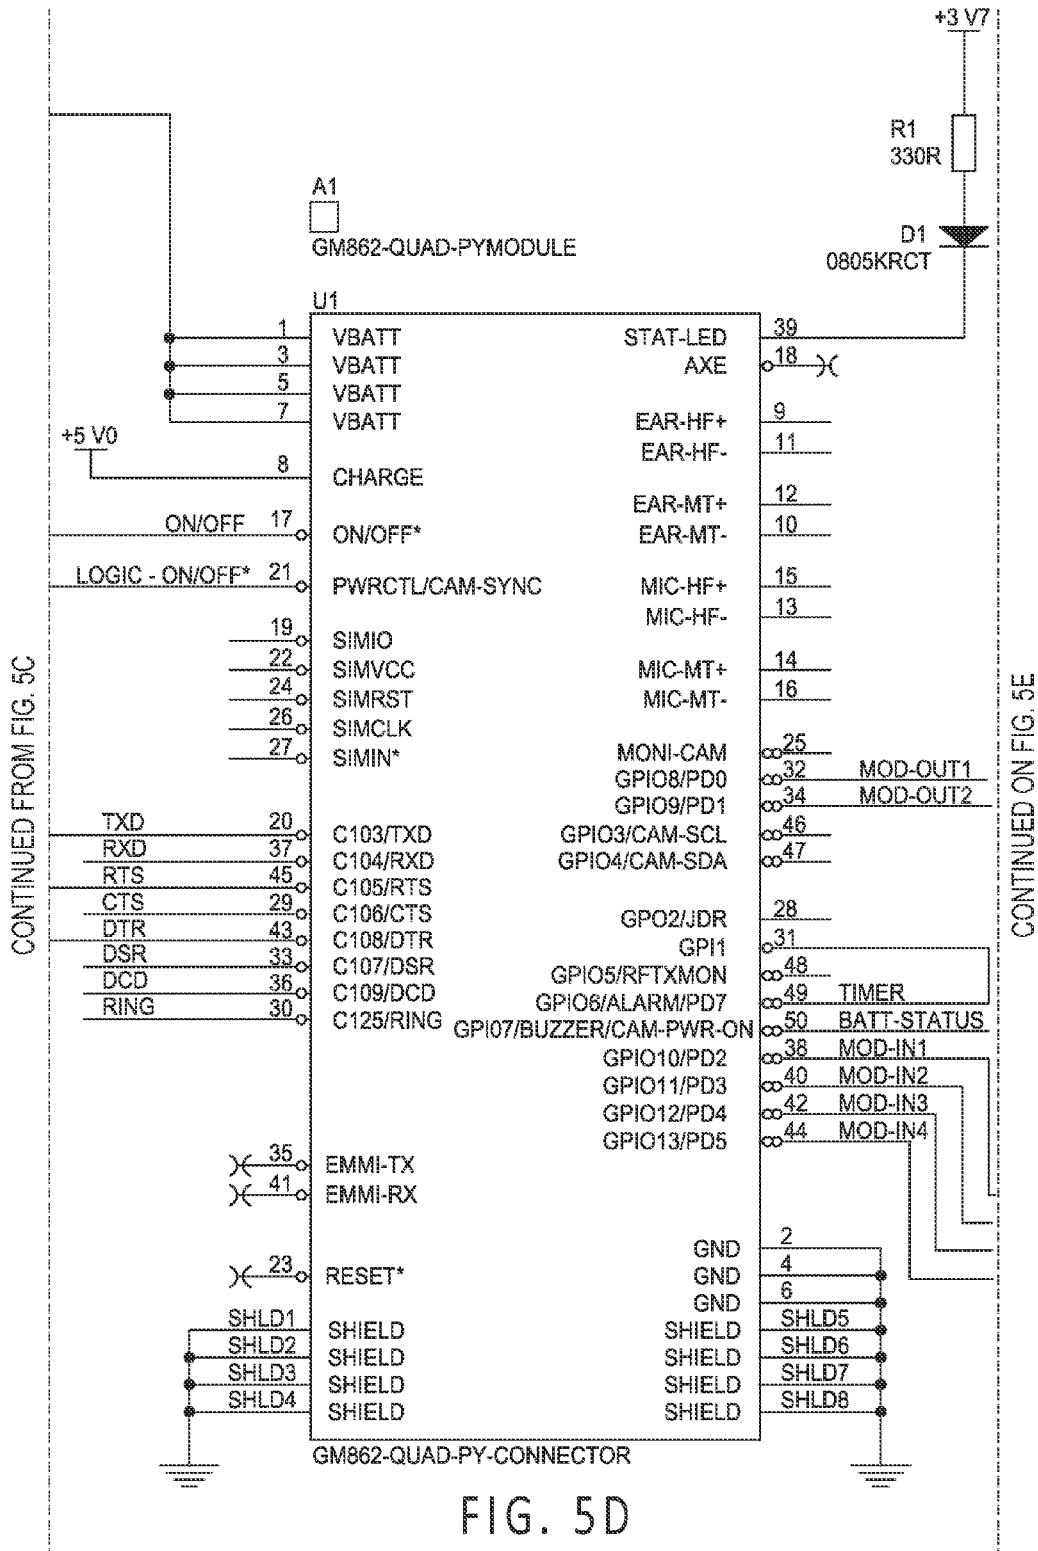 +3 V7
R1
330R
A1
GM862-QUAD-PYMODULE
D1
0805KRCT
U1
1 VBATT STAT-LED 39
3 VBATT AXE 18
5 VBATT
7 VBATT EAR-HF+ 9
EAR-HF- 11
+5 V0
8 CHARGE
EAR-MT+ 12
ON/OFF 17 ON/OFF* EAR-MT- 10
LOGIC - ON/OFF* 21 PWRCTL/CAM-SYNC MIC-HF+ 15
MIC-HF- 13
19 SIMIO
22 SIMVCC MIC-MT+ 14
24 SIMRST MIC-MT- 16
26 SIMCLK
27 SIMIN* MONI-CAM 25
GPIO8/PD0 32 MOD-OUT1
GPIO9/PD1 34 MOD-OUT2
TXD 20 C103/TXD GPIO3/CAM-SCL 46
RXD 37 C104/RXD GPIO4/CAM-SDA 47
RTS 45 C105/RTS
CTS 29 C106/CTS GPO2/JDR 28
DTR 43 C108/DTR GPI1 31
DSR 33 C107/DSR GPIO5/RFTXMON 48
DCD 36 C109/DCD GPIO6/ALARM/PD7 49 TIMER
RING 30 C125/RING GPI07/BUZZER/CAM-PWR-ON 50 BATT-STATUS
GPIO10/PD2 38 MOD-IN1
GPIO11/PD3 40 MOD-IN2
GPIO12/PD4 42 MOD-IN3
GPIO13/PD5 44 MOD-IN4
35 EMMI-TX
41 EMMI-RX
GND 2
23 RESET* GND 4
GND 6
SHLD1 SHIELD SHIELD SHLD5
SHLD2 SHIELD SHIELD SHLD6
SHLD3 SHIELD SHIELD SHLD7
SHLD4 SHIELD SHIELD SHLD8
GM862-QUAD-PY-CONNECTOR
CONTINUED FROM FIG. 5C
CONTINUED ON FIG. 5E
FIG. 5D